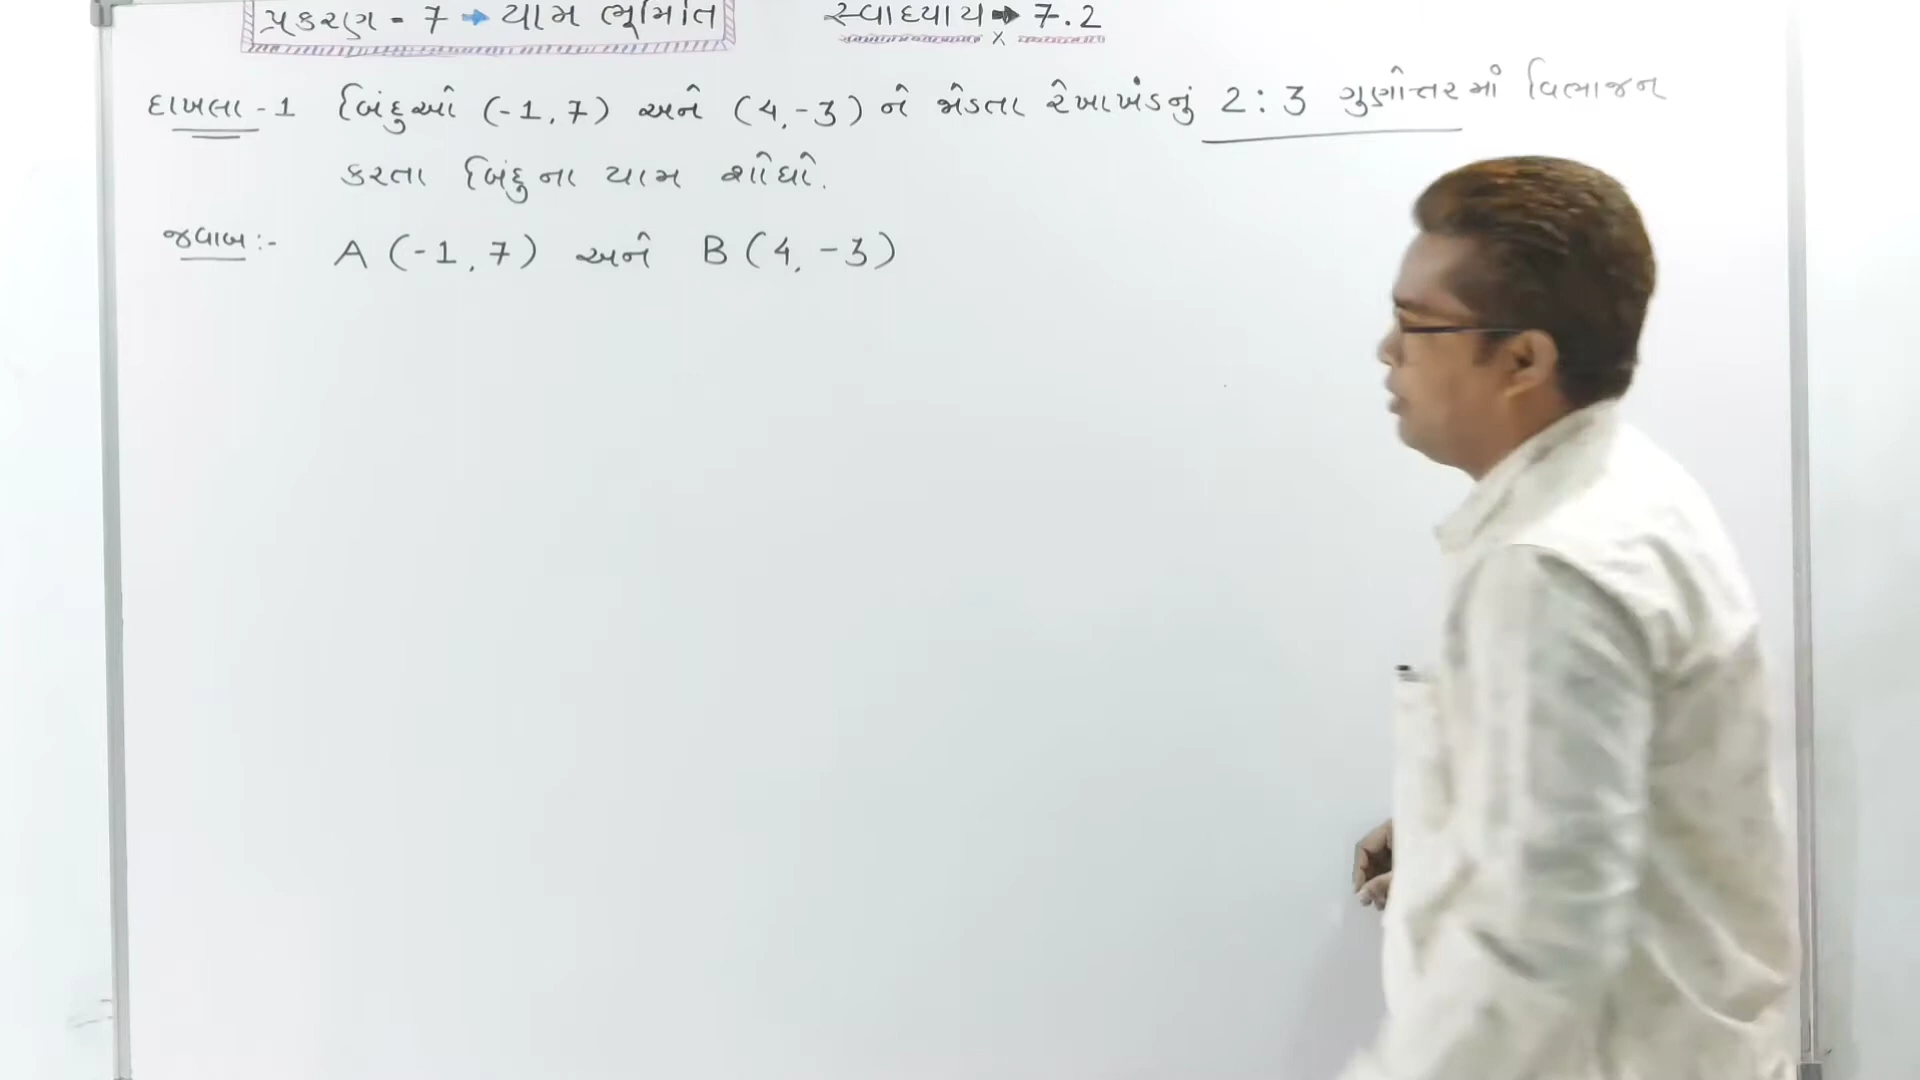 પ્રકરણ - 7 → યામ ભૂમિતિ સ્વાધ્યાય → 7.2
દાખલા - 1 બિંદુઓ (-1, 7) અને (4, -3) ને જોડતા રેખાખંડનું 2 : 3 ગુણોત્તરમાં વિભાજન
કરતા બિંદુના યામ શોધો.
જવાબ :- A (-1, 7) અને B (4, -3)